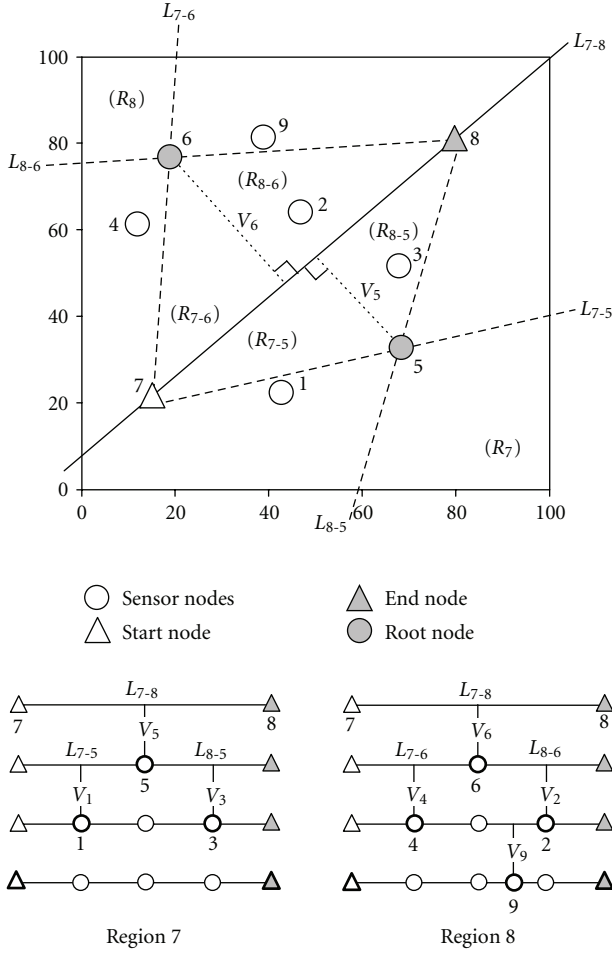 L7-6
L7-8
100
(R8)
6
9
80
8
L8-6
(R8-6)
4
2
60
V6
(R8-5)
3
V5
40
(R7-6)
(R7-5)
L7-5
5
7
1
20
(R7)
0
0 20 40 60 80 100
L8-5
Sensor nodes
End node
Start node
Root node
L7-8
7
8
V5
L7-5
L8-5
5
V1
V3
1
3
Region 7
L7-8
7
8
V6
L7-6
L8-6
6
V4
V2
4
2
V9
9
Region 8